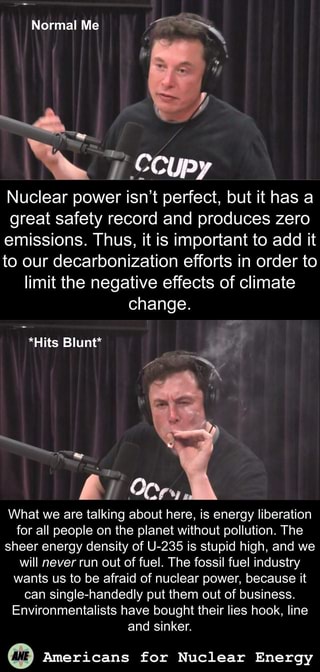 Normal Me
OCCUPY
Nuclear power isn't perfect, but it has a
great safety record and produces zero
emissions. Thus, it is important to add it
to our decarbonization efforts in order to
limit the negative effects of climate
change.
*Hits Blunt*
What we are talking about here, is energy liberation
for all people on the planet without pollution. The
sheer energy density of U-235 is stupid high, and we
will never run out of fuel. The fossil fuel industry
wants us to be afraid of nuclear power, because it
can single-handedly put them out of business.
Environmentalists have bought their lies hook, line
and sinker.
ANE Americans for Nuclear Energy